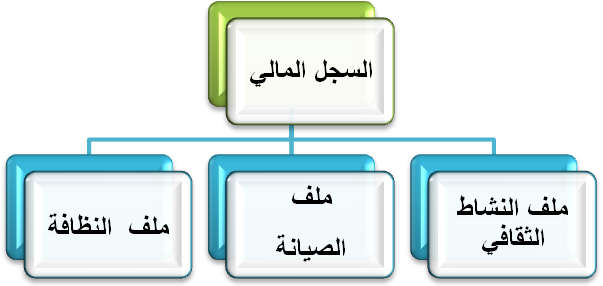 السجل المالي
ملف النشاط
الثقافي
ملف
الصيانة
ملف النظافة